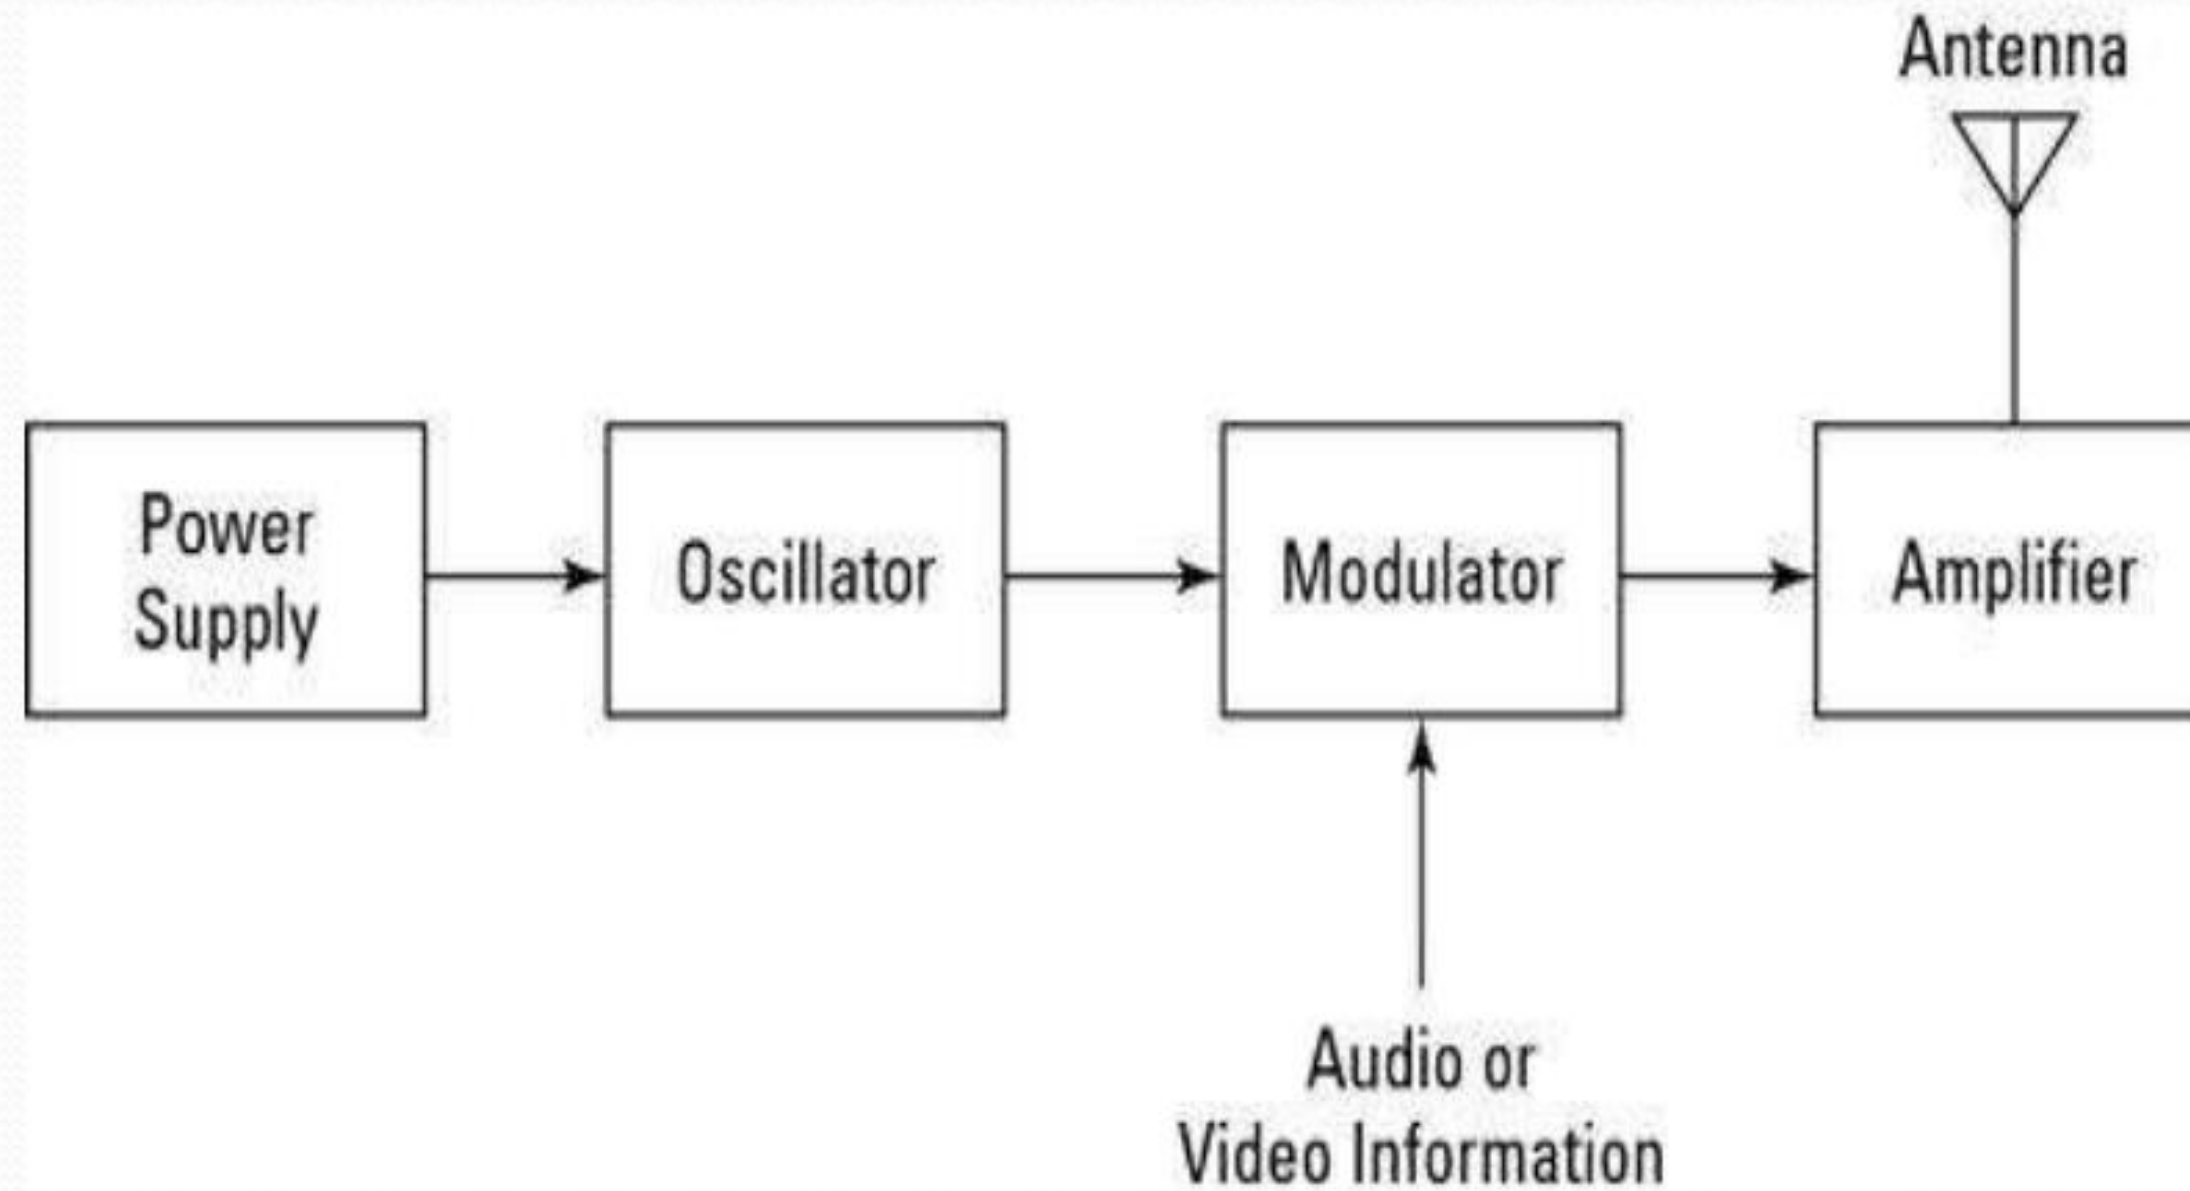 Antenna
Power
Supply
Oscillator
Modulator
Amplifier
Audio or
Video Information